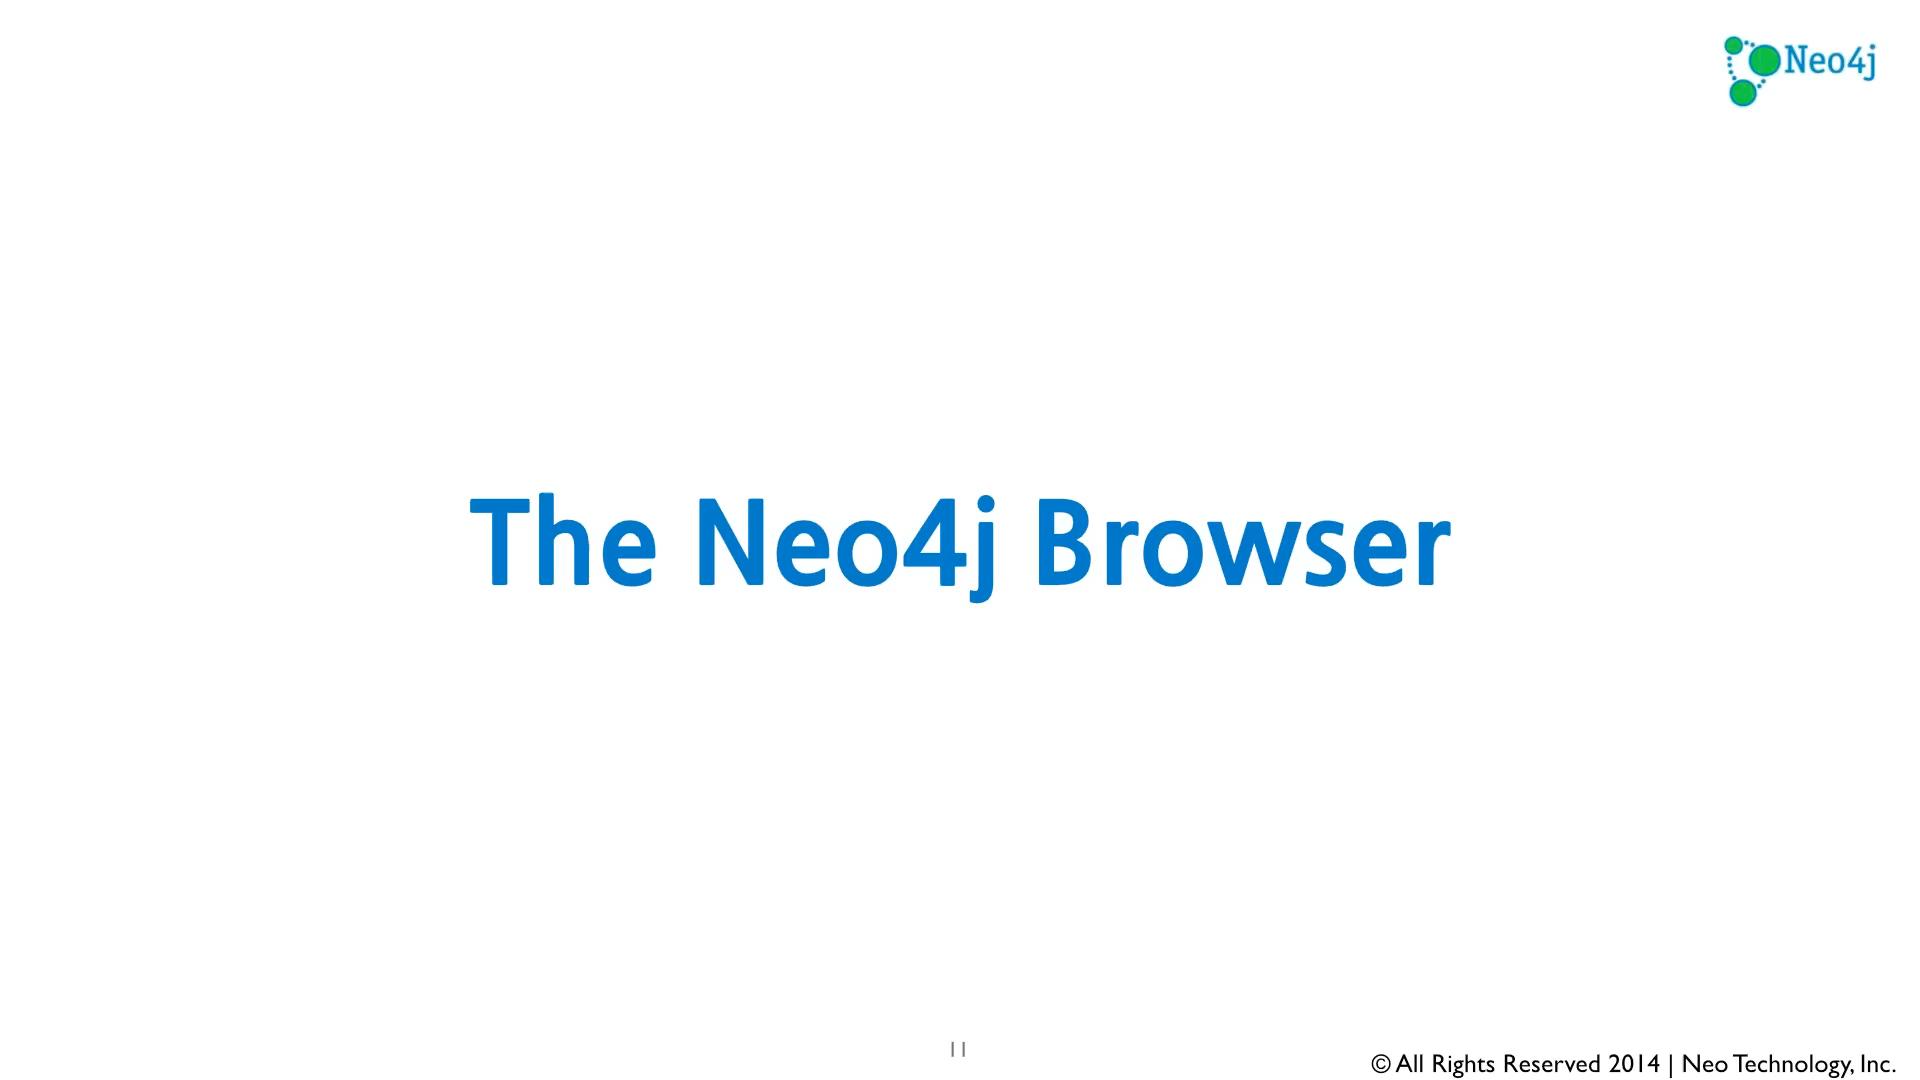 Neo4j
The Neo4j Browser
11
© All Rights Reserved 2014 | Neo Technology, Inc.